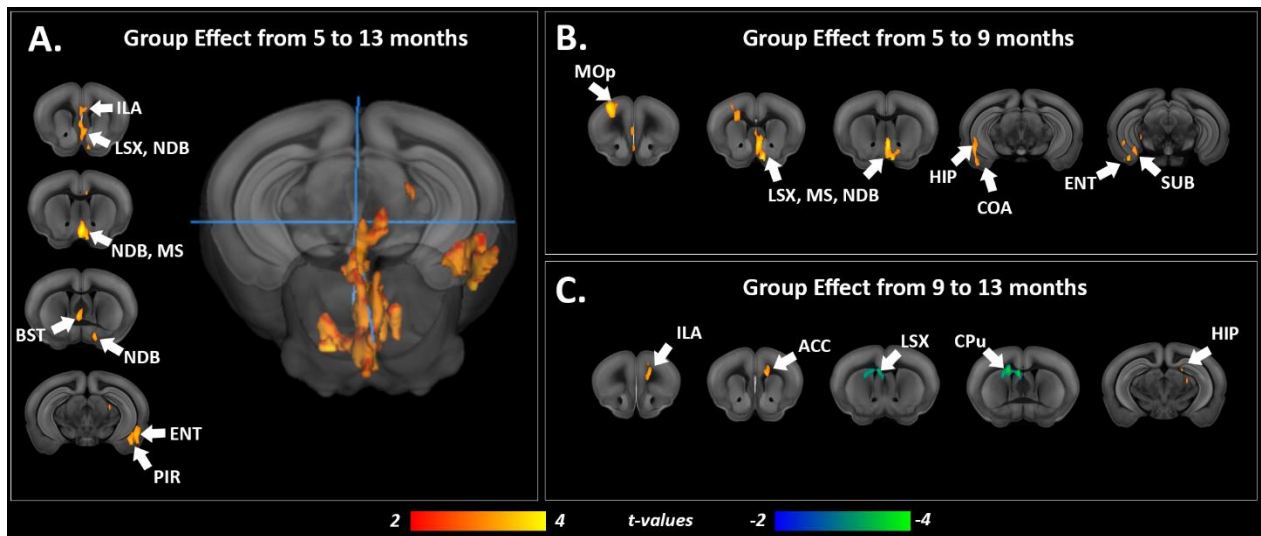 A.
Group Effect from 5 to 13 months
ILA
LSX, NDB
NDB, MS
BST
NDB
ENT
PIR
B.
Group Effect from 5 to 9 months
MOp
LSX, MS, NDB
HIP
COA
ENT
SUB
C.
Group Effect from 9 to 13 months
ILA
ACC
LSX
CPu
HIP
2
4
t-values
-2
-4